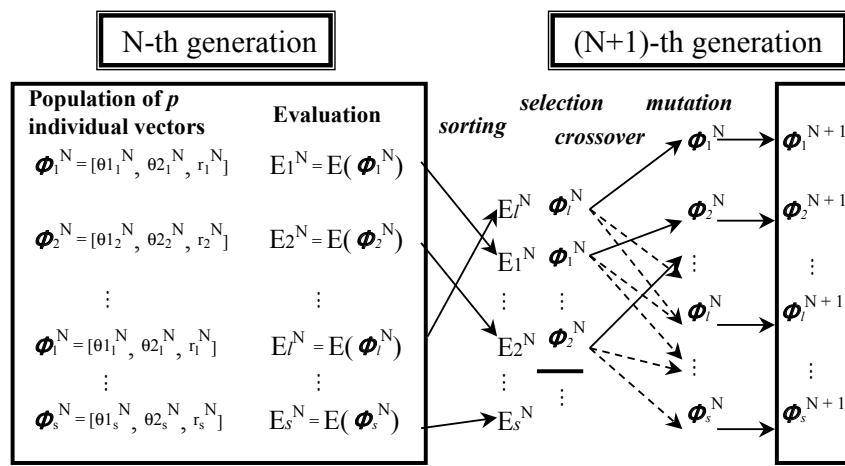 N-th generation
(N+1)-th generation
Population of p
individual vectors
Evaluation
sorting
selection
crossover
mutation
Φ₁ᴺ = [θ1₁ᴺ, θ2₁ᴺ, r₁ᴺ]
E1ᴺ = E( Φ₁ᴺ )
Φ₂ᴺ = [θ1₂ᴺ, θ2₂ᴺ, r₂ᴺ]
E2ᴺ = E( Φ₂ᴺ )
⋮
⋮
Φₗᴺ = [θ1ₗᴺ, θ2ₗᴺ, rₗᴺ]
Elᴺ = E( Φₗᴺ )
⋮
⋮
Φₛᴺ = [θ1ₛᴺ, θ2ₛᴺ, rₛᴺ]
Esᴺ = E( Φₛᴺ )
Elᴺ Φₗᴺ
E1ᴺ Φ₁ᴺ
⋮ ⋮
E2ᴺ Φ₂ᴺ
⋮
Esᴺ ⋮
Φ₁ᴺ
Φ₂ᴺ
⋮
Φₗᴺ
⋮
Φₛᴺ
Φ₁ᴺ⁺¹
Φ₂ᴺ⁺¹
⋮
Φₗᴺ⁺¹
⋮
Φₛᴺ⁺¹